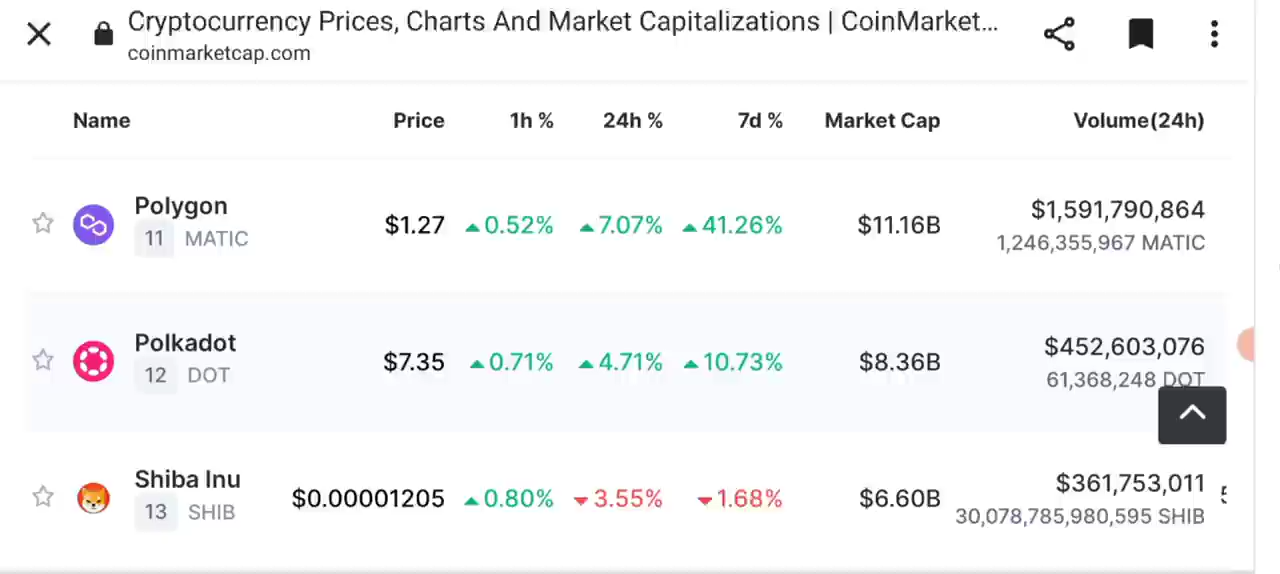 Cryptocurrency Prices, Charts And Market Capitalizations | CoinMarket...
coinmarketcap.com
Name Price 1h % 24h % 7d % Market Cap Volume(24h)
Polygon
11 MATIC
$1.27 0.52% 7.07% 41.26% $11.16B
$1,591,790,864
1,246,355,967 MATIC
Polkadot
12 DOT
$7.35 0.71% 4.71% 10.73% $8.36B
$452,603,076
61,368,248 DOT
Shiba Inu
13 SHIB
$0.00001205 0.80% 3.55% 1.68% $6.60B
$361,753,011
30,078,785,980,595 SHIB